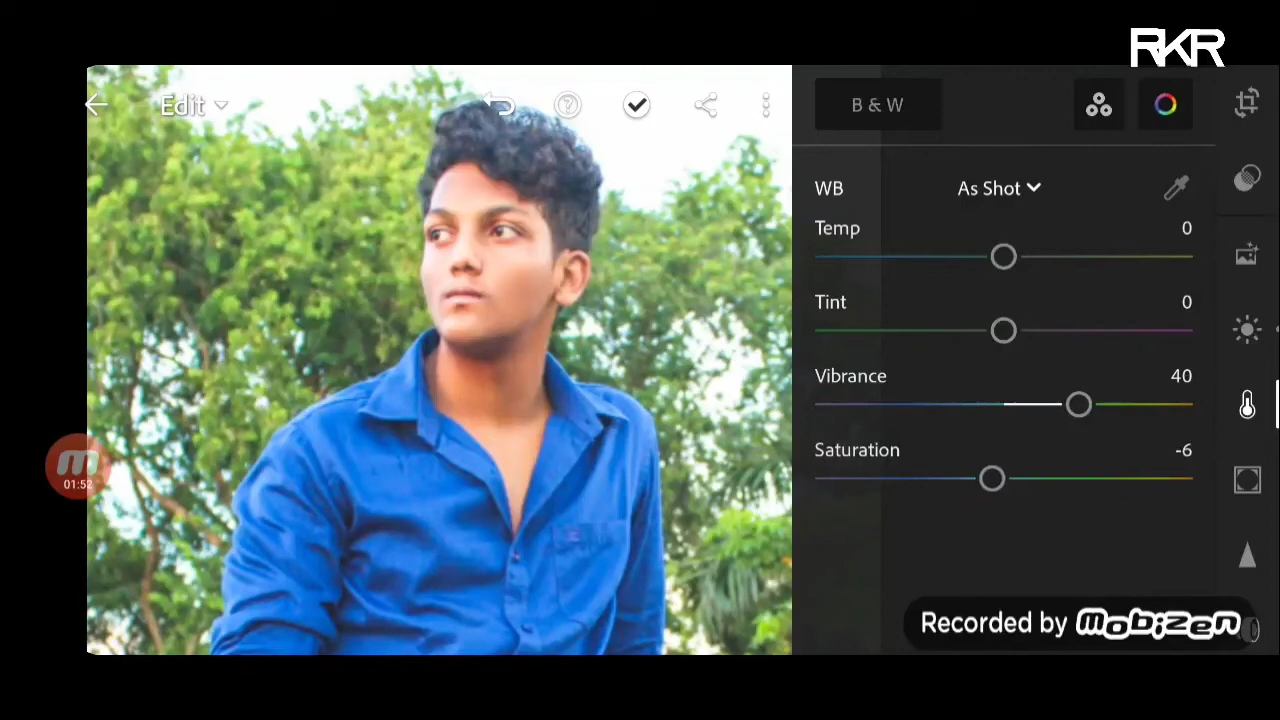 RKR
Edit
B & W
WB As Shot
Temp 0
Tint 0
Vibrance 40
Saturation -6
01:52
Recorded by mobizen